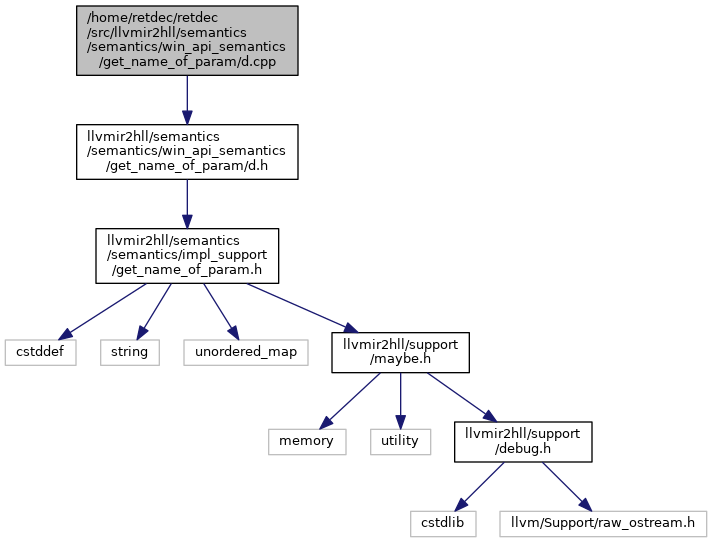 /home/retdec/retdec
/src/llvmir2hll/semantics
/semantics/win_api_semantics
/get_name_of_param/d.cpp
llvmir2hll/semantics
/semantics/win_api_semantics
/get_name_of_param/d.h
llvmir2hll/semantics
/semantics/impl_support
/get_name_of_param.h
cstddef
string
unordered_map
llvmir2hll/support
/maybe.h
memory
utility
llvmir2hll/support
/debug.h
cstdlib
llvm/Support/raw_ostream.h